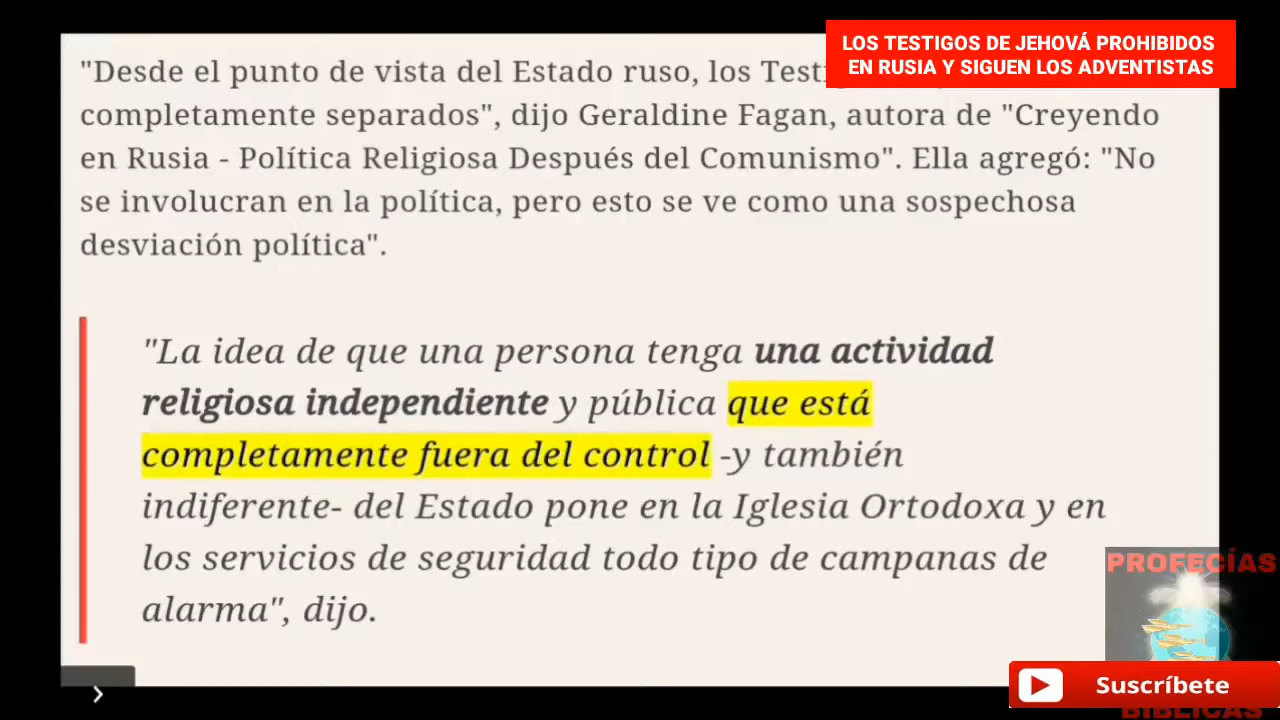 LOS TESTIGOS DE JEHOVÁ PROHIBIDOS
EN RUSIA Y SIGUEN LOS ADVENTISTAS
"Desde el punto de vista del Estado ruso, los
completamente separados", dijo Geraldine Fagan, autora de "Creyendo
en Rusia - Política Religiosa Después del Comunismo". Ella agregó: "No
se involucran en la política, pero esto se ve como una sospechosa
desviación política".
"La idea de que una persona tenga una actividad
religiosa independiente y pública que está
completamente fuera del control -y también
indiferente- del Estado pone en la Iglesia Ortodoxa y en
los servicios de seguridad todo tipo de campanas de
alarma", dijo.
PROFECÍAS
Suscríbete
BÍBLICAS